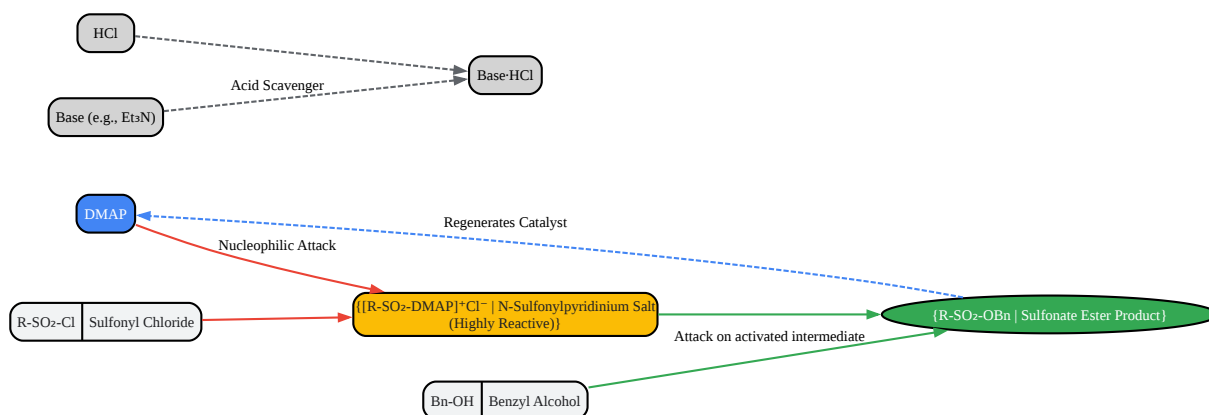 HCl
Base·HCl
Acid Scavenger
Base (e.g., Et₃N)
DMAP
Regenerates Catalyst
Nucleophilic Attack
R-SO₂-Cl | Sulfonyl Chloride
{[R-SO₂-DMAP]⁺Cl⁻ | N-Sulfonylpyridinium Salt
(Highly Reactive)}
{R-SO₂-OBn | Sulfonate Ester Product}
Attack on activated intermediate
Bn-OH | Benzyl Alcohol